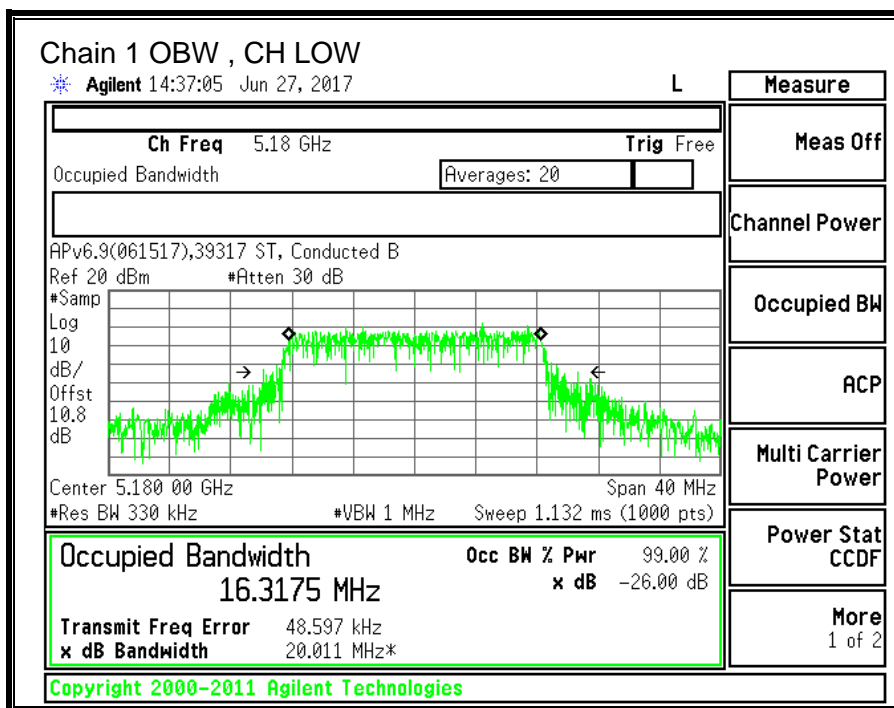 Chain 1 OBW , CH LOW
Agilent 14:37:05 Jun 27, 2017 L
Measure
Ch Freq 5.18 GHz Trig Free
Occupied Bandwidth Averages: 20
APv6.9(061517),39317 ST, Conducted B
Ref 20 dBm #Atten 30 dB
#Samp
Log
10
dB/
Offst
10.8
dB
Center 5.180 00 GHz Span 40 MHz
#Res BW 330 kHz #VBW 1 MHz Sweep 1.132 ms (1000 pts)
Occupied Bandwidth Occ BW % Pwr 99.00 %
16.3175 MHz x dB -26.00 dB
Transmit Freq Error 48.597 kHz
x dB Bandwidth 20.011 MHz*
Meas Off
Channel Power
Occupied BW
ACP
Multi Carrier
Power
Power Stat
CCDF
More
1 of 2
Copyright 2000-2011 Agilent Technologies